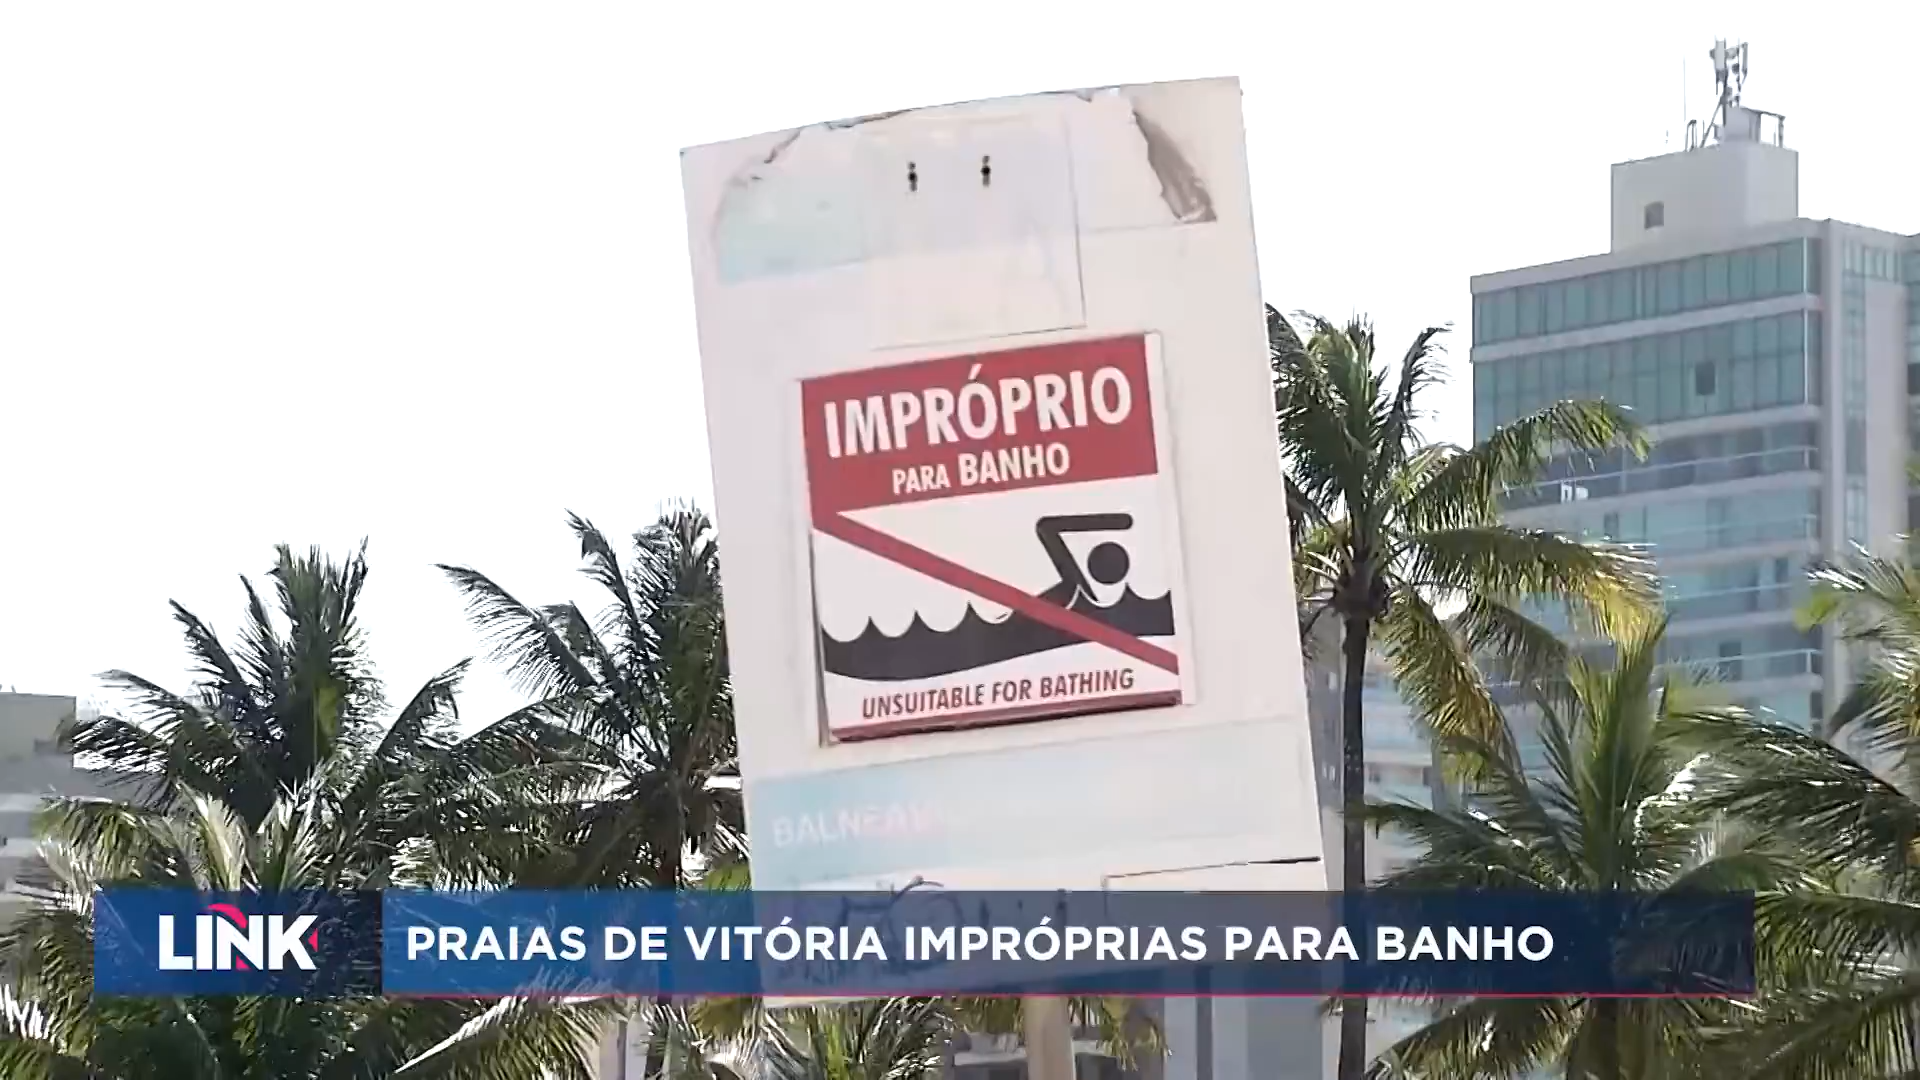 IMPRÓPRIO
PARA BANHO
UNSUITABLE FOR BATHING
LINK
PRAIAS DE VITÓRIA IMPRÓPRIAS PARA BANHO